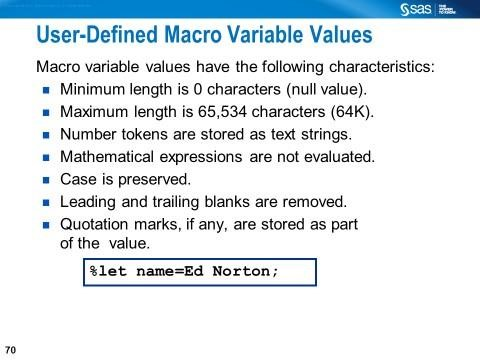 sas
THE
POWER
TO KNOW
User-Defined Macro Variable Values
Macro variable values have the following characteristics:
Minimum length is 0 characters (null value).
Maximum length is 65,534 characters (64K).
Number tokens are stored as text strings.
Mathematical expressions are not evaluated.
Case is preserved.
Leading and trailing blanks are removed.
Quotation marks, if any, are stored as part
of the value.
%let name=Ed Norton;
70